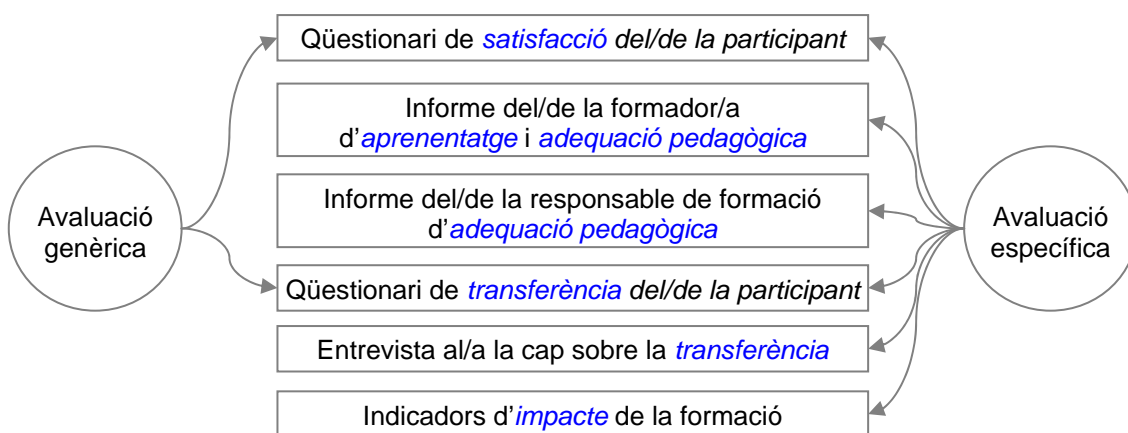 Qüestionari de satisfacció del/de la participant
Informe del/de la formador/a
d'aprenentatge i adequació pedagògica
Informe del/de la responsable de formació
d'adequació pedagògica
Avaluació
genèrica
Avaluació
específica
Qüestionari de transferència del/de la participant
Entrevista al/a la cap sobre la transferència
Indicadors d'impacte de la formació